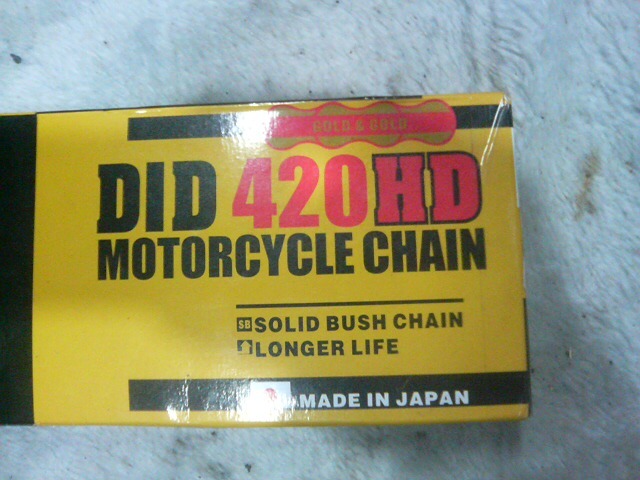 GOLD & GOLD
DID 420HD
MOTORCYCLE CHAIN
SB SOLID BUSH CHAIN
LONGER LIFE
MADE IN JAPAN